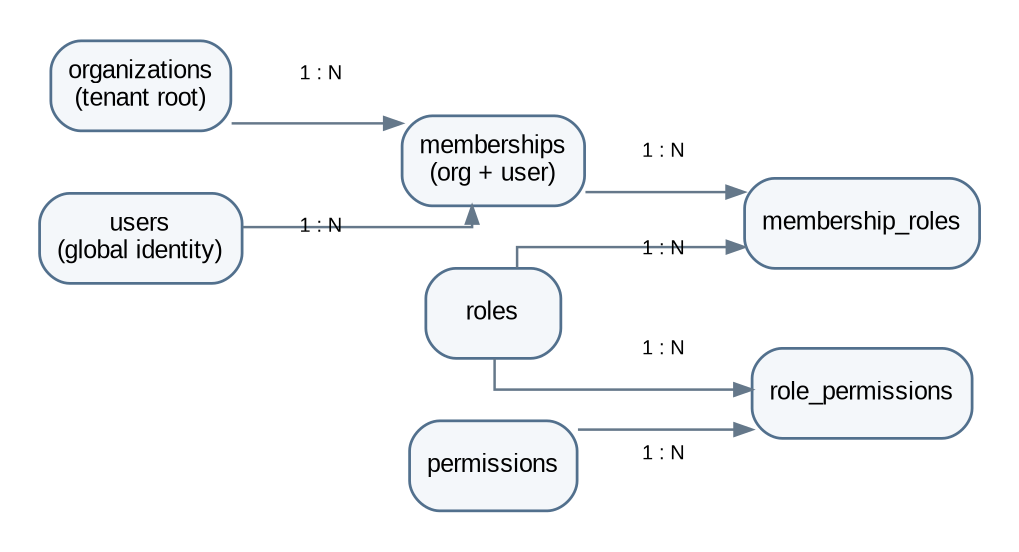 organizations
(tenant root)
1 : N
users
(global identity)
1 : N
memberships
(org + user)
1 : N
membership_roles
1 : N
roles
1 : N
role_permissions
permissions
1 : N